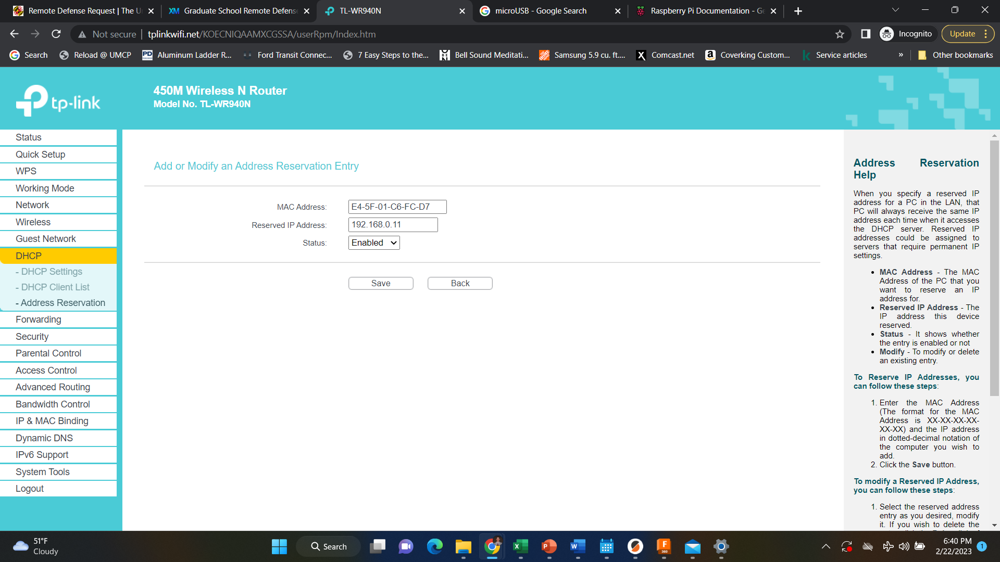 Remote Defense Request | The U
Graduate School Remote Defens
TL-WR940N
microUSB - Google Search
Raspberry Pi Documentation - Ge
Not secure | tplinkwifi.net/KOECNIQAAMXCGSSA/userRpm/Index.htm
Incognito
Update
Search
Reload @ UMCP
PD Aluminum Ladder R...
Ford Transit Connec...
7 Easy Steps to the...
Bell Sound Meditati...
Samsung 5.9 cu. ft....
X Comcast.net
a Coverking Custom...
k Service articles
»
Other bookmarks
tp-link
450M Wireless N Router
Model No. TL-WR940N
Status
Quick Setup
WPS
Working Mode
Network
Wireless
Guest Network
DHCP
- DHCP Settings
- DHCP Client List
- Address Reservation
Forwarding
Security
Parental Control
Access Control
Advanced Routing
Bandwidth Control
IP & MAC Binding
Dynamic DNS
IPv6 Support
System Tools
Logout
Add or Modify an Address Reservation Entry
MAC Address: E4-5F-01-C6-FC-D7
Reserved IP Address: 192.168.0.11
Status: Enabled
Save Back
Address Reservation
Help
When you specify a reserved IP
address for a PC in the LAN, that
PC will always receive the same IP
address each time when it accesses
the DHCP server. Reserved IP
addresses could be assigned to
servers that require permanent IP
settings.
• MAC Address - The MAC
Address of the PC that you
want to reserve an IP
address for.
• Reserved IP Address - The
IP address this device
reserved.
• Status - It shows whether
the entry is enabled or not
• Modify - To modify or delete
an existing entry.
To Reserve IP Addresses, you
can follow these steps:
1. Enter the MAC Address
(The format for the MAC
Address is XX-XX-XX-XX-
XX-XX) and the IP address
in dotted-decimal notation of
the computer you wish to
add.
2. Click the Save button.
To modify a Reserved IP Address,
you can follow these steps:
1. Select the reserved address
entry as you desired, modify
it. If you wish to delete the
51°F
Cloudy
Search
6:40 PM
2/22/2023
1